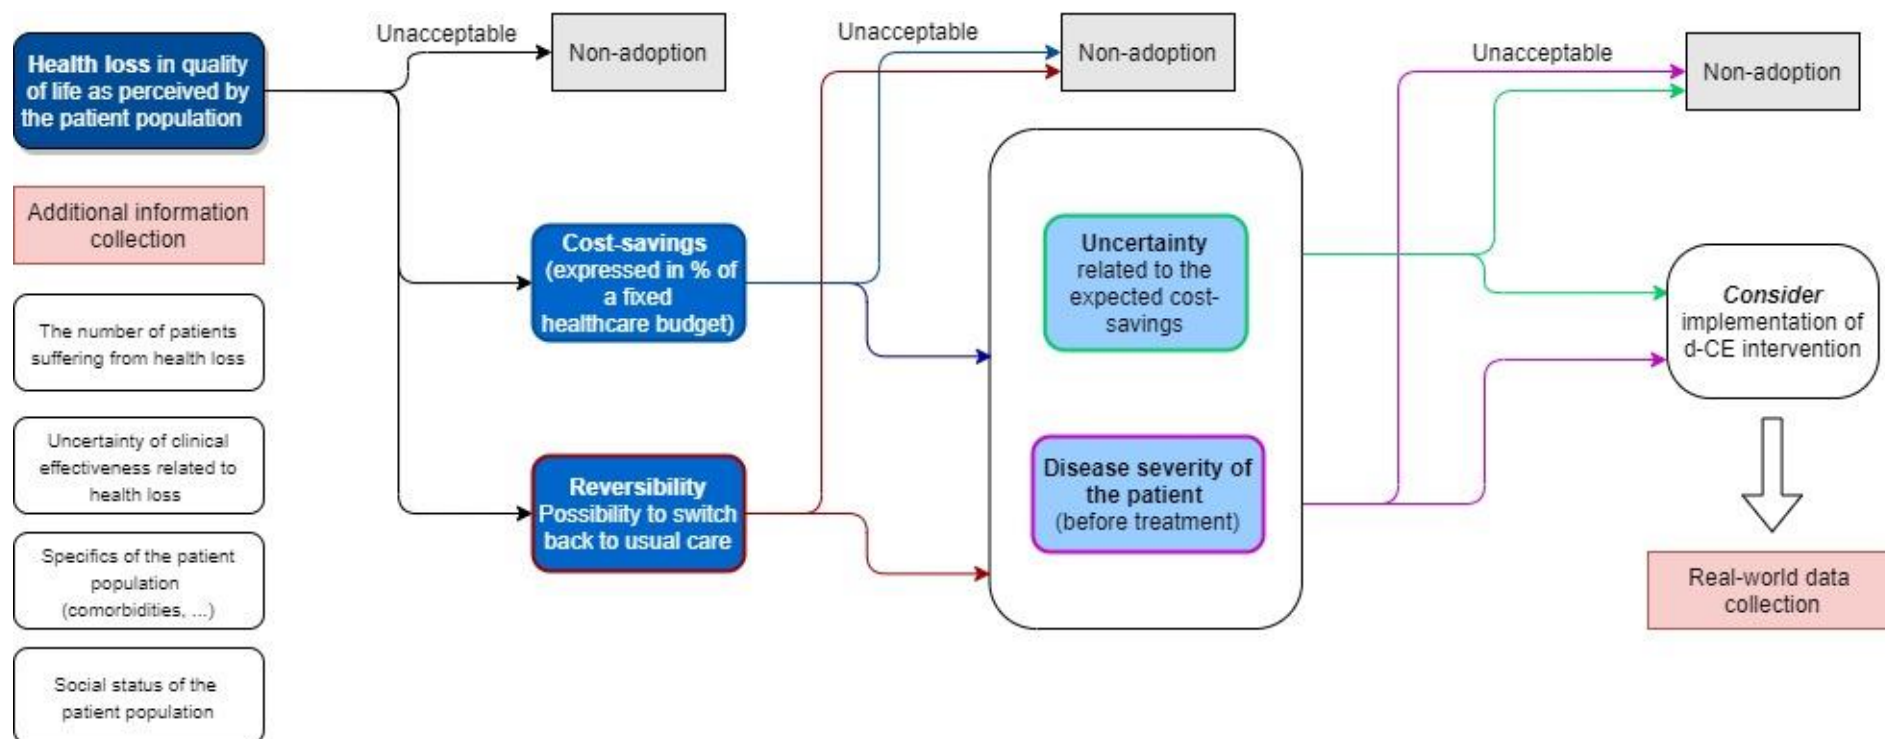 Health loss in quality
of life as perceived by
the patient population
Additional information
collection
The number of patients
suffering from health loss
Uncertainty of clinical
effectiveness related to
health loss
Specifics of the patient
population
(comorbidities, ...)
Social status of the
patient population
Unacceptable
Non-adoption
Cost-savings
(expressed in % of
a fixed
healthcare budget)
Reversibility
Possibility to switch
back to usual care
Unacceptable
Non-adoption
Uncertainty
related to the
expected cost-
savings
Disease severity of
the patient
(before treatment)
Unacceptable
Non-adoption
Consider
implementation of
d-CE intervention
Real-world data
collection